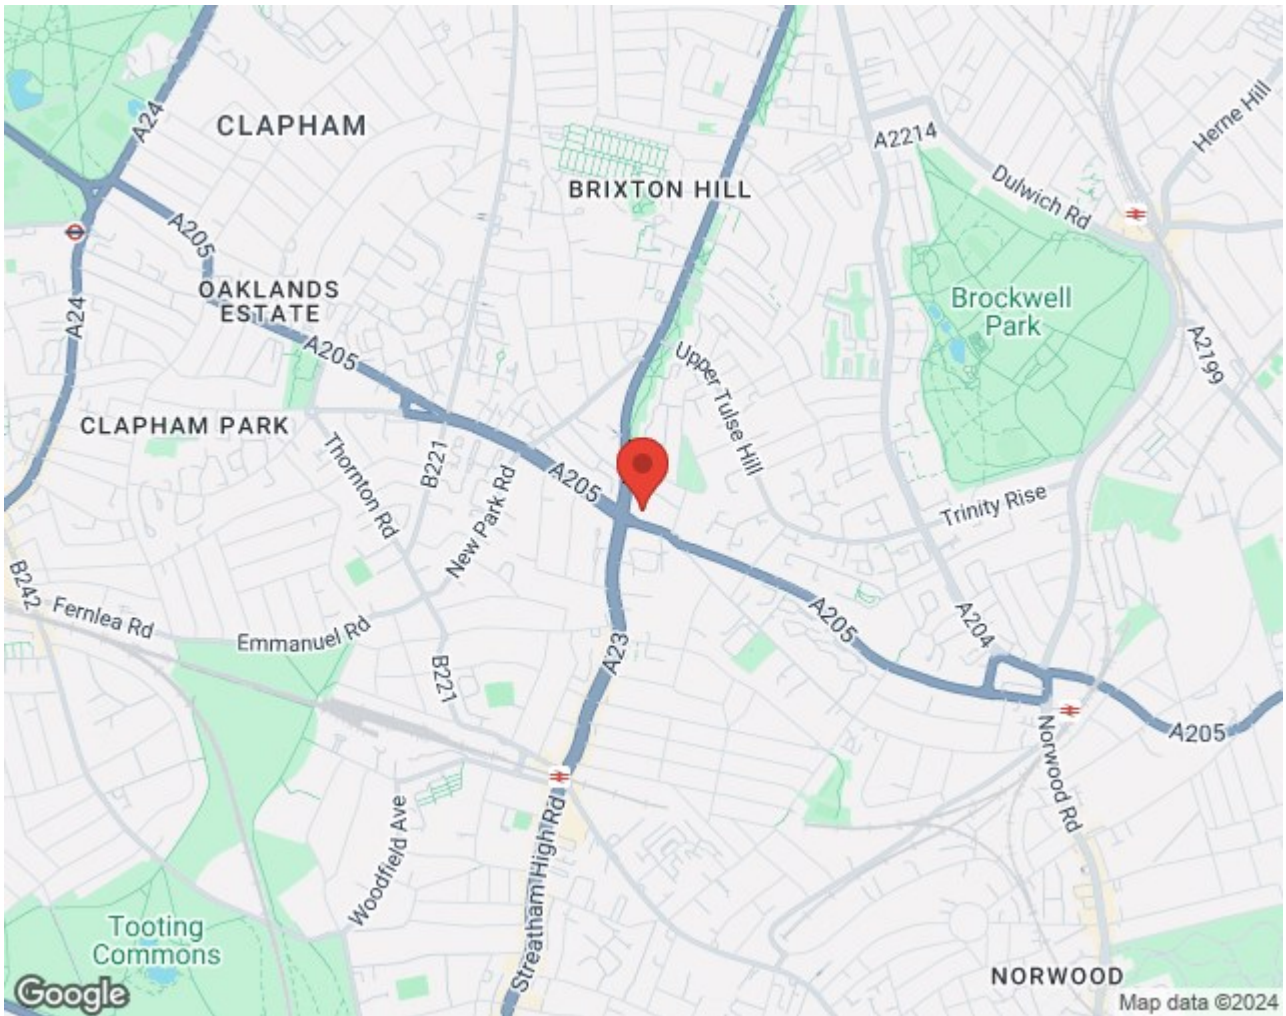 A24
CLAPHAM
A2214
Herne Hill
Dulwich Rd
BRIXTON HILL
A205
OAKLANDS
ESTATE
A24
Brockwell
Park
A205
Upper Tulse Hill
A2199
CLAPHAM PARK
Thornton Rd
B221
New Park Rd
A205
Trinity Rise
B242
Fernlea Rd
Emmanuel Rd
A23
A205
A204
B221
A205
Norwood Rd
Woodfield Ave
Streatham High Rd
Tooting
Commons
NORWOOD
Google
Map data ©2024